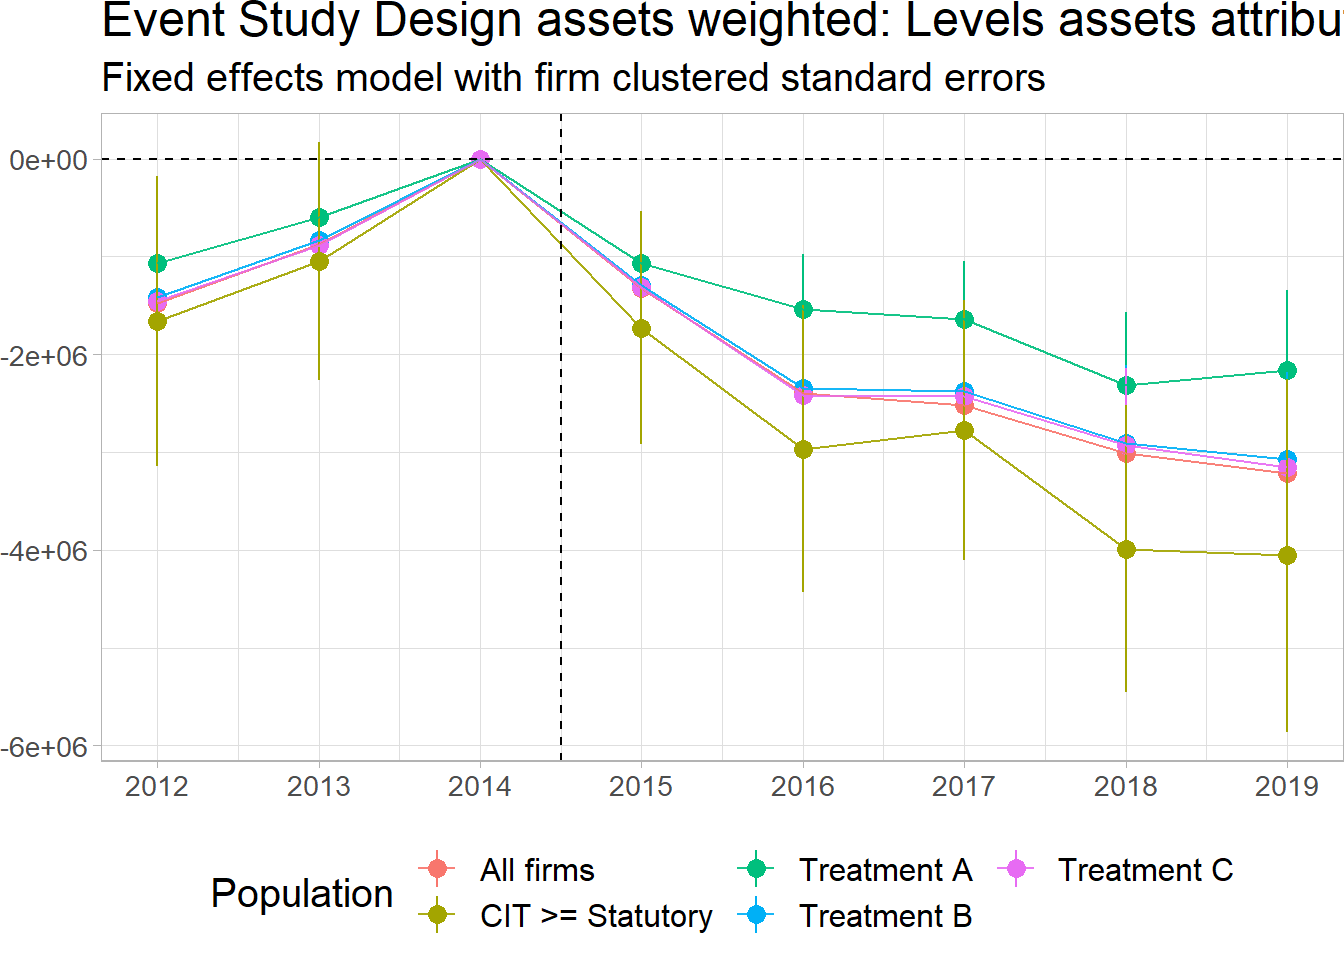 Event Study Design assets weighted: Levels assets attribu
Fixed effects model with firm clustered standard errors
0e+00
-2e+06
-4e+06
-6e+06
2012 2013 2014 2015 2016 2017 2018 2019
Population
All firms
CIT >= Statutory
Treatment A
Treatment B
Treatment C